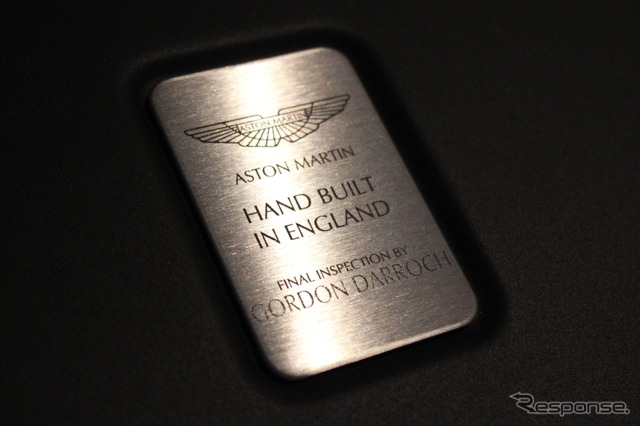 ASTON MARTIN
ASTON MARTIN
HAND BUILT
IN ENGLAND
FINAL INSPECTION BY
GORDON DARROCH
Response.